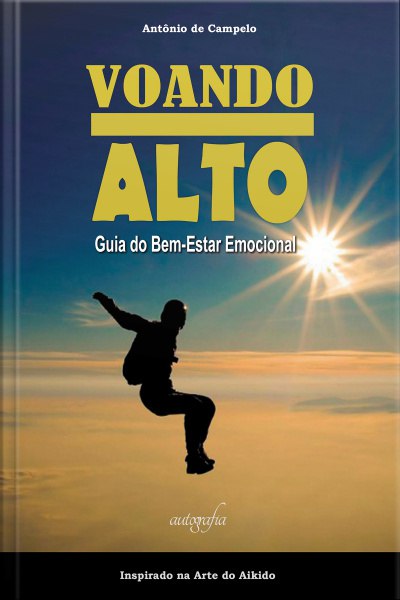 Antônio de Campelo
VOANDO
ALTO
Guia do Bem-Estar Emocional
autografia
Inspirado na Arte do Aikido